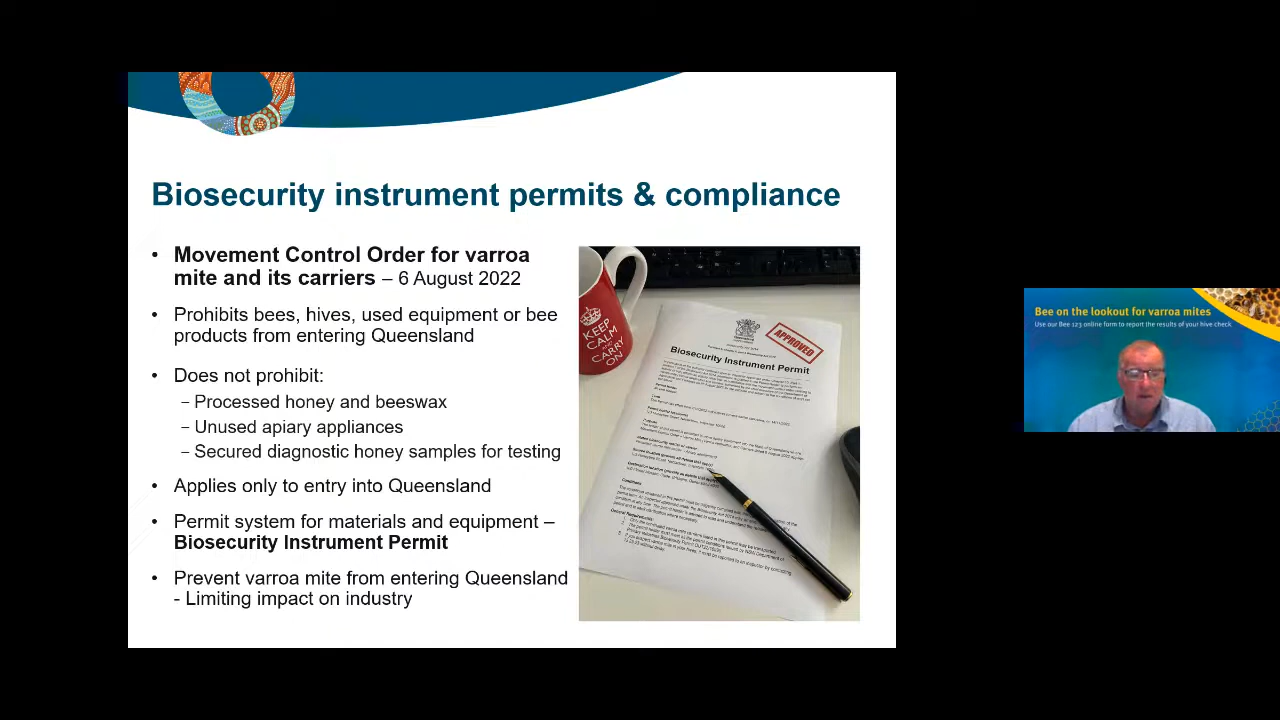 Biosecurity instrument permits & compliance
• Movement Control Order for varroa
mite and its carriers – 6 August 2022
• Prohibits bees, hives, used equipment or bee
products from entering Queensland
• Does not prohibit:
– Processed honey and beeswax
– Unused apiary appliances
– Secured diagnostic honey samples for testing
• Applies only to entry into Queensland
• Permit system for materials and equipment –
Biosecurity Instrument Permit
• Prevent varroa mite from entering Queensland
- Limiting impact on industry
KEEP
CALM
AND
CARRY
ON
APPROVED
Biosecurity Instrument Permit
Bee on the lookout for varroa mites
Use our Bee 123 online form to report the results of your hive check